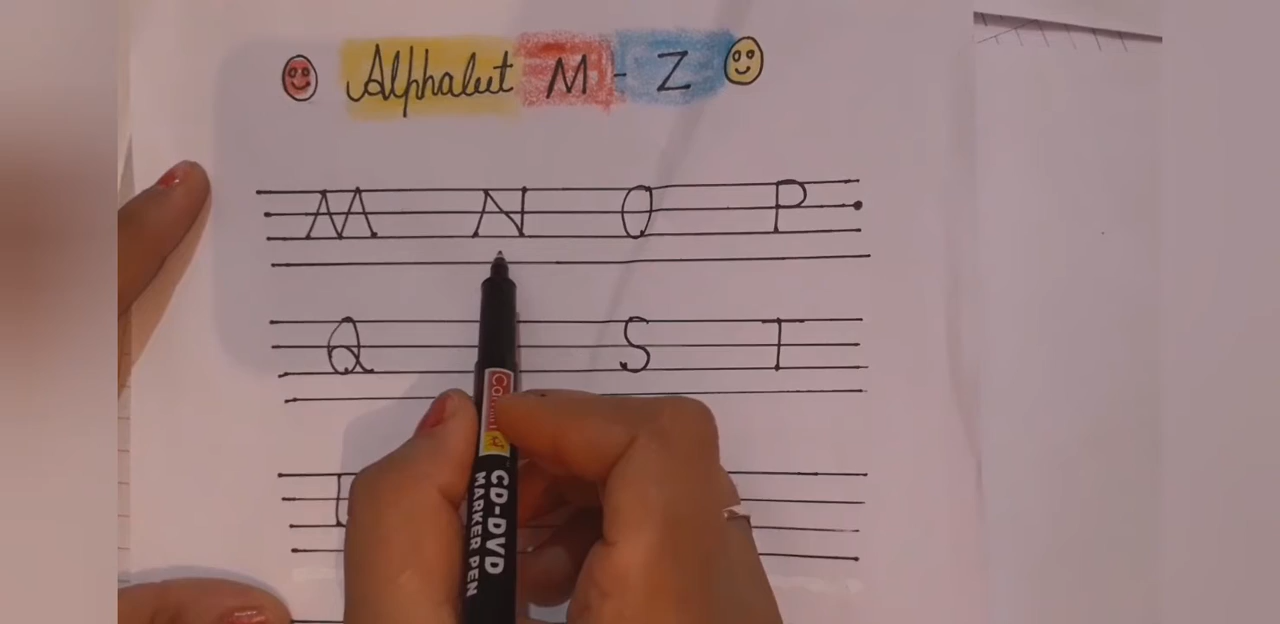 Alphabet M - Z
M N O P
Q S T
U
Camlin
CD-DVD
MARKER PEN